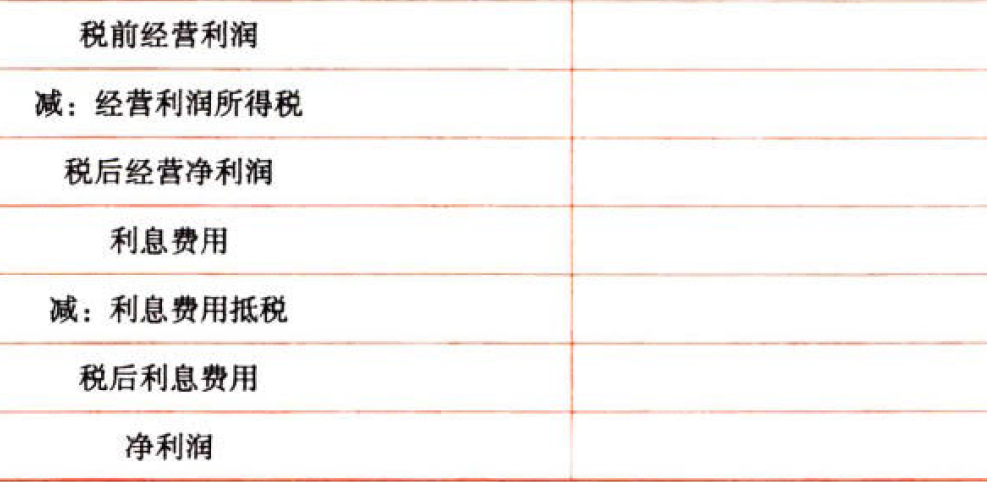 税前经营利润
减：经营利润所得税
税后经营净利润
利息费用
减：利息费用抵税
税后利息费用
净利润